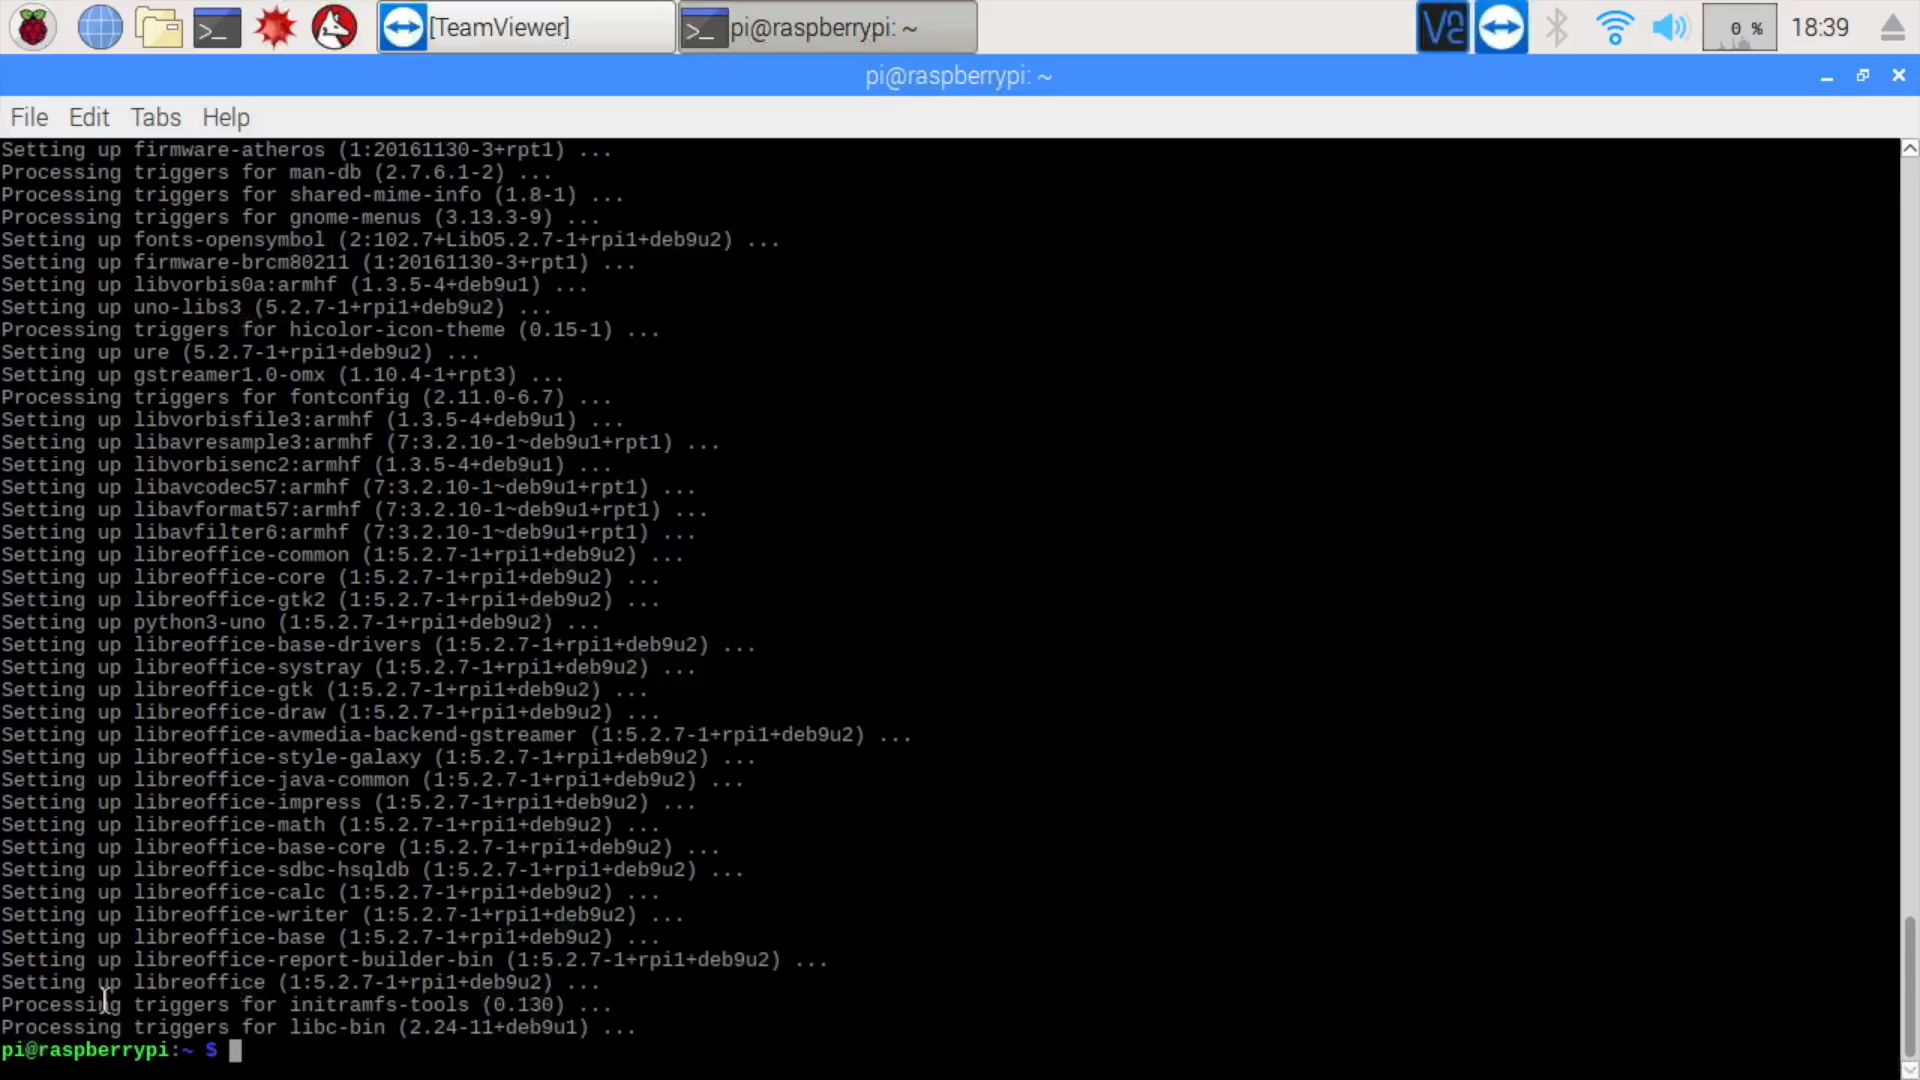 [TeamViewer]
pi@raspberrypi: ~
0 %
18:39
pi@raspberrypi: ~
File Edit Tabs Help
Setting up firmware-atheros (1:20161130-3+rpt1) ...
Processing triggers for man-db (2.7.6.1-2) ...
Processing triggers for shared-mime-info (1.8-1) ...
Processing triggers for gnome-menus (3.13.3-9) ...
Setting up fonts-opensymbol (2:102.7+LibO5.2.7-1+rpi1+deb9u2) ...
Setting up firmware-brcm80211 (1:20161130-3+rpt1) ...
Setting up libvorbis0a:armhf (1.3.5-4+deb9u1) ...
Setting up uno-libs3 (5.2.7-1+rpi1+deb9u2) ...
Processing triggers for hicolor-icon-theme (0.15-1) ...
Setting up ure (5.2.7-1+rpi1+deb9u2) ...
Setting up gstreamer1.0-omx (1.10.4-1+rpt3) ...
Processing triggers for fontconfig (2.11.0-6.7) ...
Setting up libvorbisfile3:armhf (1.3.5-4+deb9u1) ...
Setting up libavresample3:armhf (7:3.2.10-1~deb9u1+rpt1) ...
Setting up libvorbisenc2:armhf (1.3.5-4+deb9u1) ...
Setting up libavcodec57:armhf (7:3.2.10-1~deb9u1+rpt1) ...
Setting up libavformat57:armhf (7:3.2.10-1~deb9u1+rpt1) ...
Setting up libavfilter6:armhf (7:3.2.10-1~deb9u1+rpt1) ...
Setting up libreoffice-common (1:5.2.7-1+rpi1+deb9u2) ...
Setting up libreoffice-core (1:5.2.7-1+rpi1+deb9u2) ...
Setting up libreoffice-gtk2 (1:5.2.7-1+rpi1+deb9u2) ...
Setting up python3-uno (1:5.2.7-1+rpi1+deb9u2) ...
Setting up libreoffice-base-drivers (1:5.2.7-1+rpi1+deb9u2) ...
Setting up libreoffice-systray (1:5.2.7-1+rpi1+deb9u2) ...
Setting up libreoffice-gtk (1:5.2.7-1+rpi1+deb9u2) ...
Setting up libreoffice-draw (1:5.2.7-1+rpi1+deb9u2) ...
Setting up libreoffice-avmedia-backend-gstreamer (1:5.2.7-1+rpi1+deb9u2) ...
Setting up libreoffice-style-galaxy (1:5.2.7-1+rpi1+deb9u2) ...
Setting up libreoffice-java-common (1:5.2.7-1+rpi1+deb9u2) ...
Setting up libreoffice-impress (1:5.2.7-1+rpi1+deb9u2) ...
Setting up libreoffice-math (1:5.2.7-1+rpi1+deb9u2) ...
Setting up libreoffice-base-core (1:5.2.7-1+rpi1+deb9u2) ...
Setting up libreoffice-sdbc-hsqldb (1:5.2.7-1+rpi1+deb9u2) ...
Setting up libreoffice-calc (1:5.2.7-1+rpi1+deb9u2) ...
Setting up libreoffice-writer (1:5.2.7-1+rpi1+deb9u2) ...
Setting up libreoffice-base (1:5.2.7-1+rpi1+deb9u2) ...
Setting up libreoffice-report-builder-bin (1:5.2.7-1+rpi1+deb9u2) ...
Setting up libreoffice (1:5.2.7-1+rpi1+deb9u2) ...
Processing triggers for initramfs-tools (0.130) ...
Processing triggers for libc-bin (2.24-11+deb9u1) ...
pi@raspberrypi:~ $